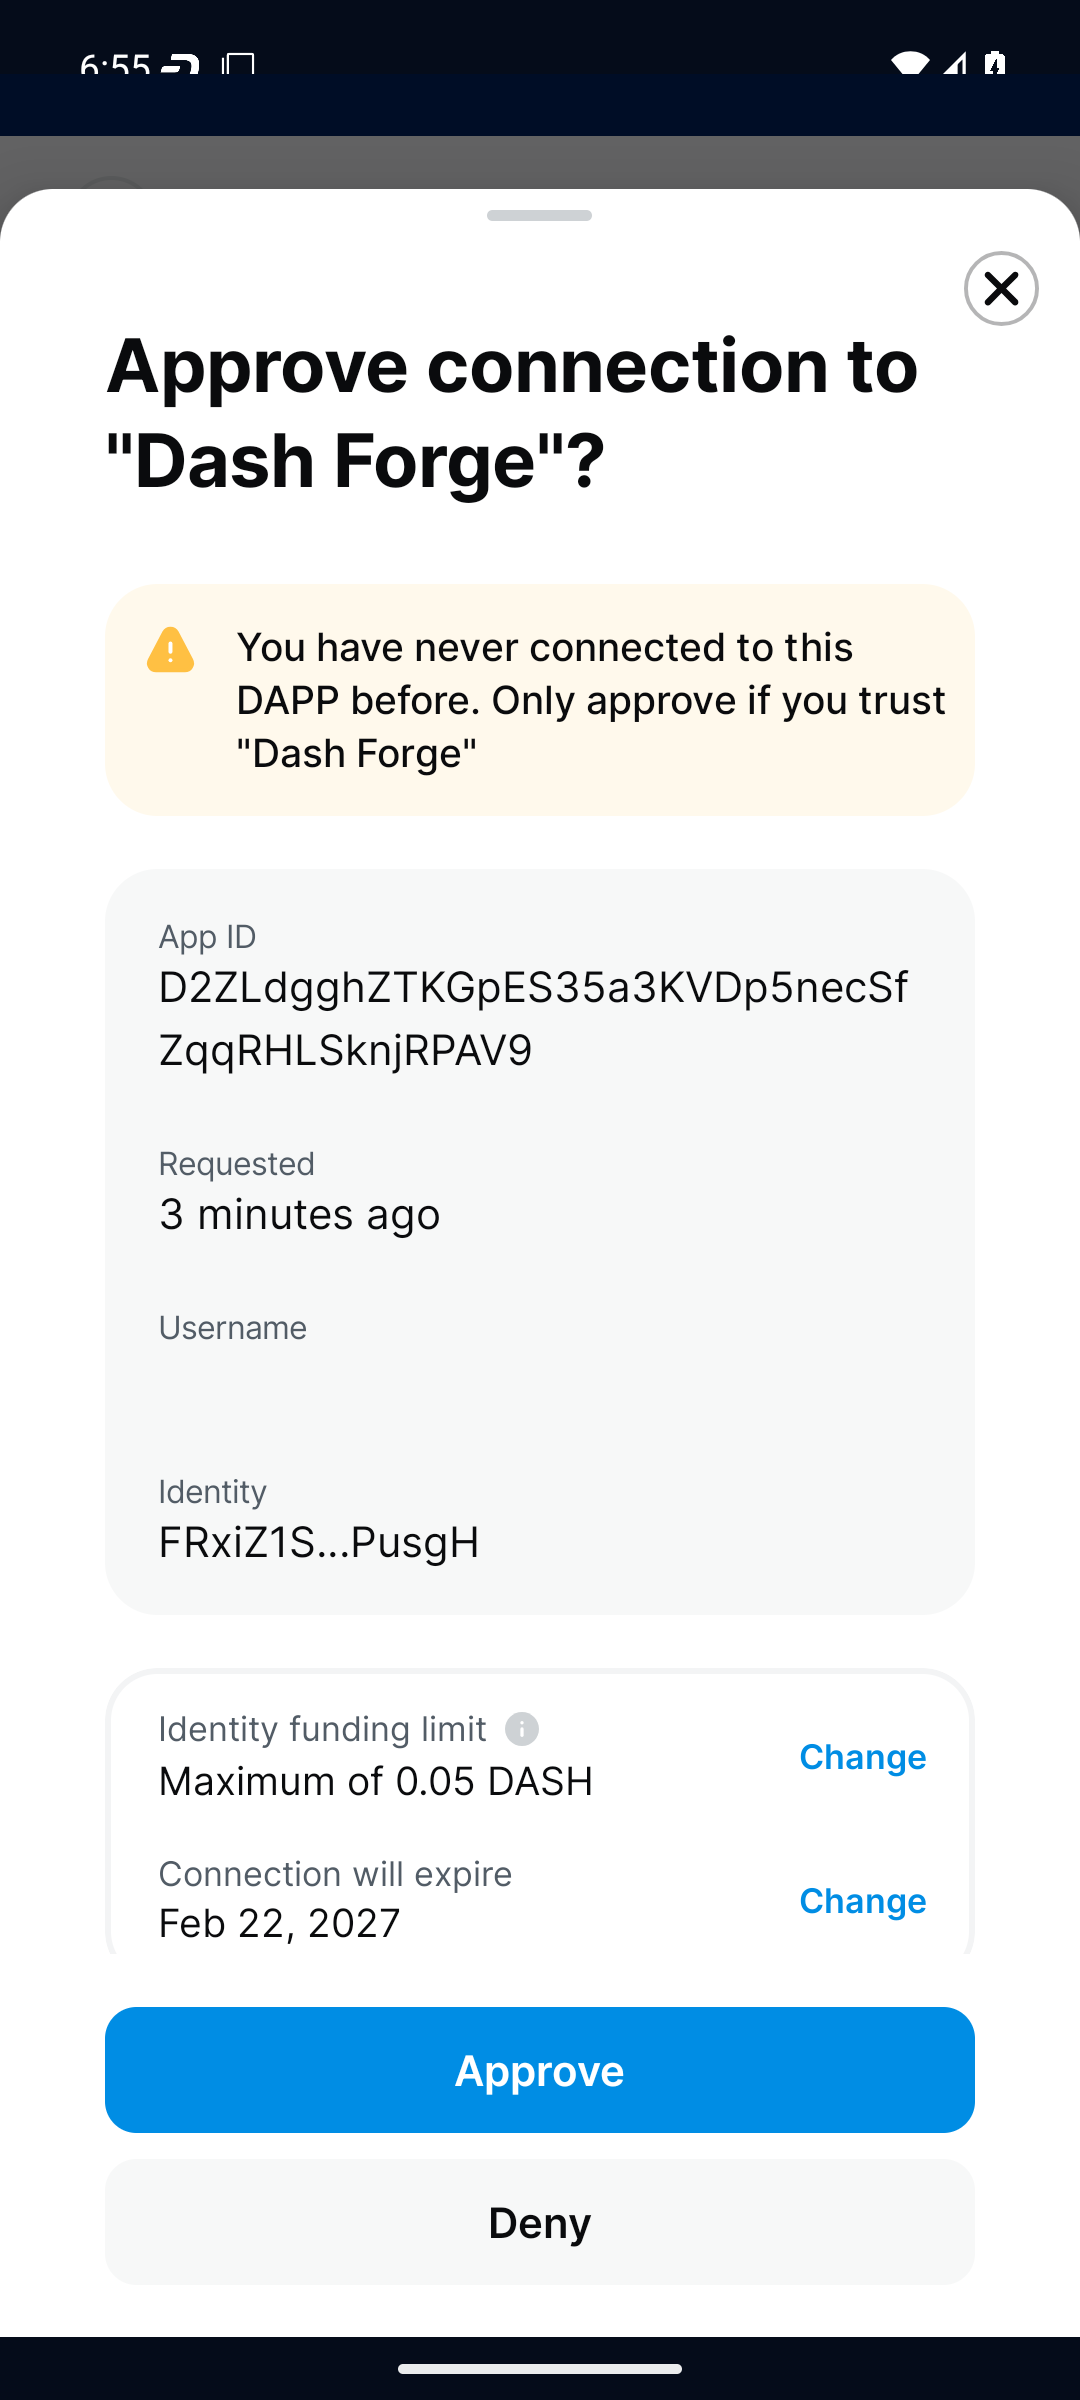 6:55
Approve connection to
"Dash Forge"?
You have never connected to this
DAPP before. Only approve if you trust
"Dash Forge"
App ID
D2ZLdgghZTKGpES35a3KVDp5necSf
ZqqRHLSknjRPAV9
Requested
3 minutes ago
Username
Identity
FRxiZ1S...PusgH
Identity funding limit
Maximum of 0.05 DASH
Change
Connection will expire
Feb 22, 2027
Change
Approve
Deny